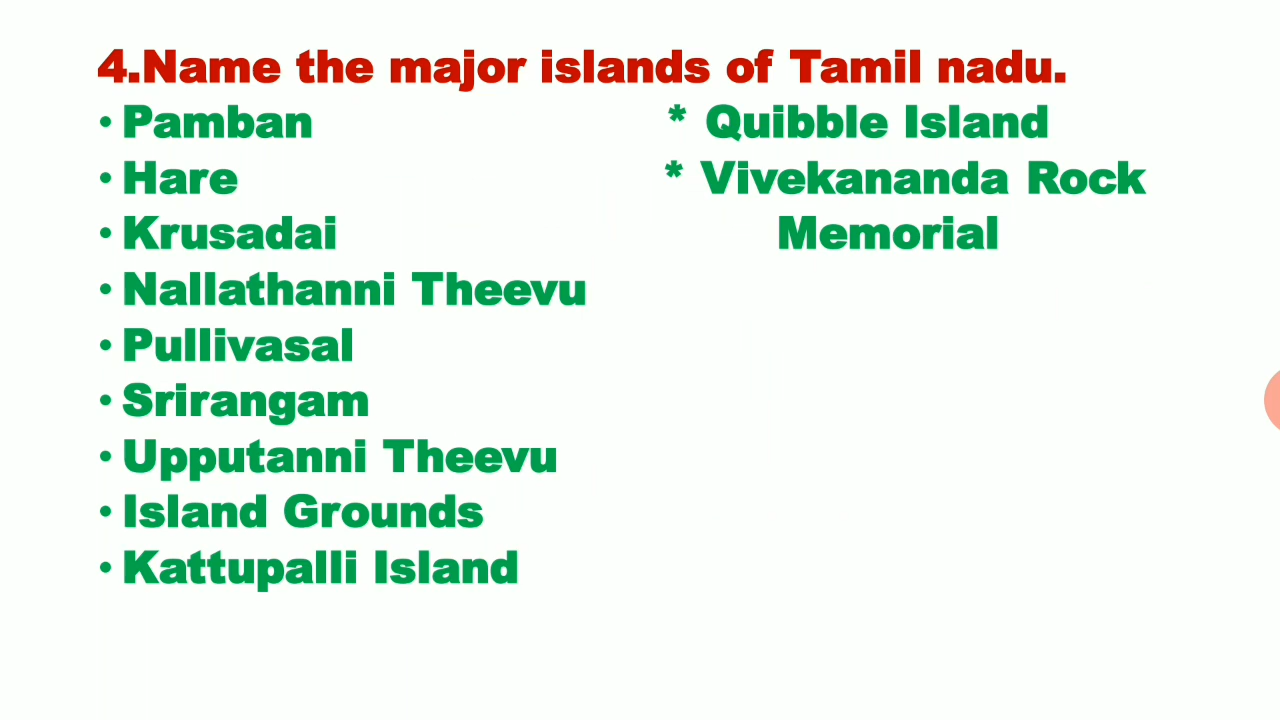 4.Name the major islands of Tamil nadu.
• Pamban
• Hare
• Krusadai
• Nallathanni Theevu
• Pullivasal
• Srirangam
• Upputanni Theevu
• Island Grounds
• Kattupalli Island
* Quibble Island
* Vivekananda Rock
Memorial